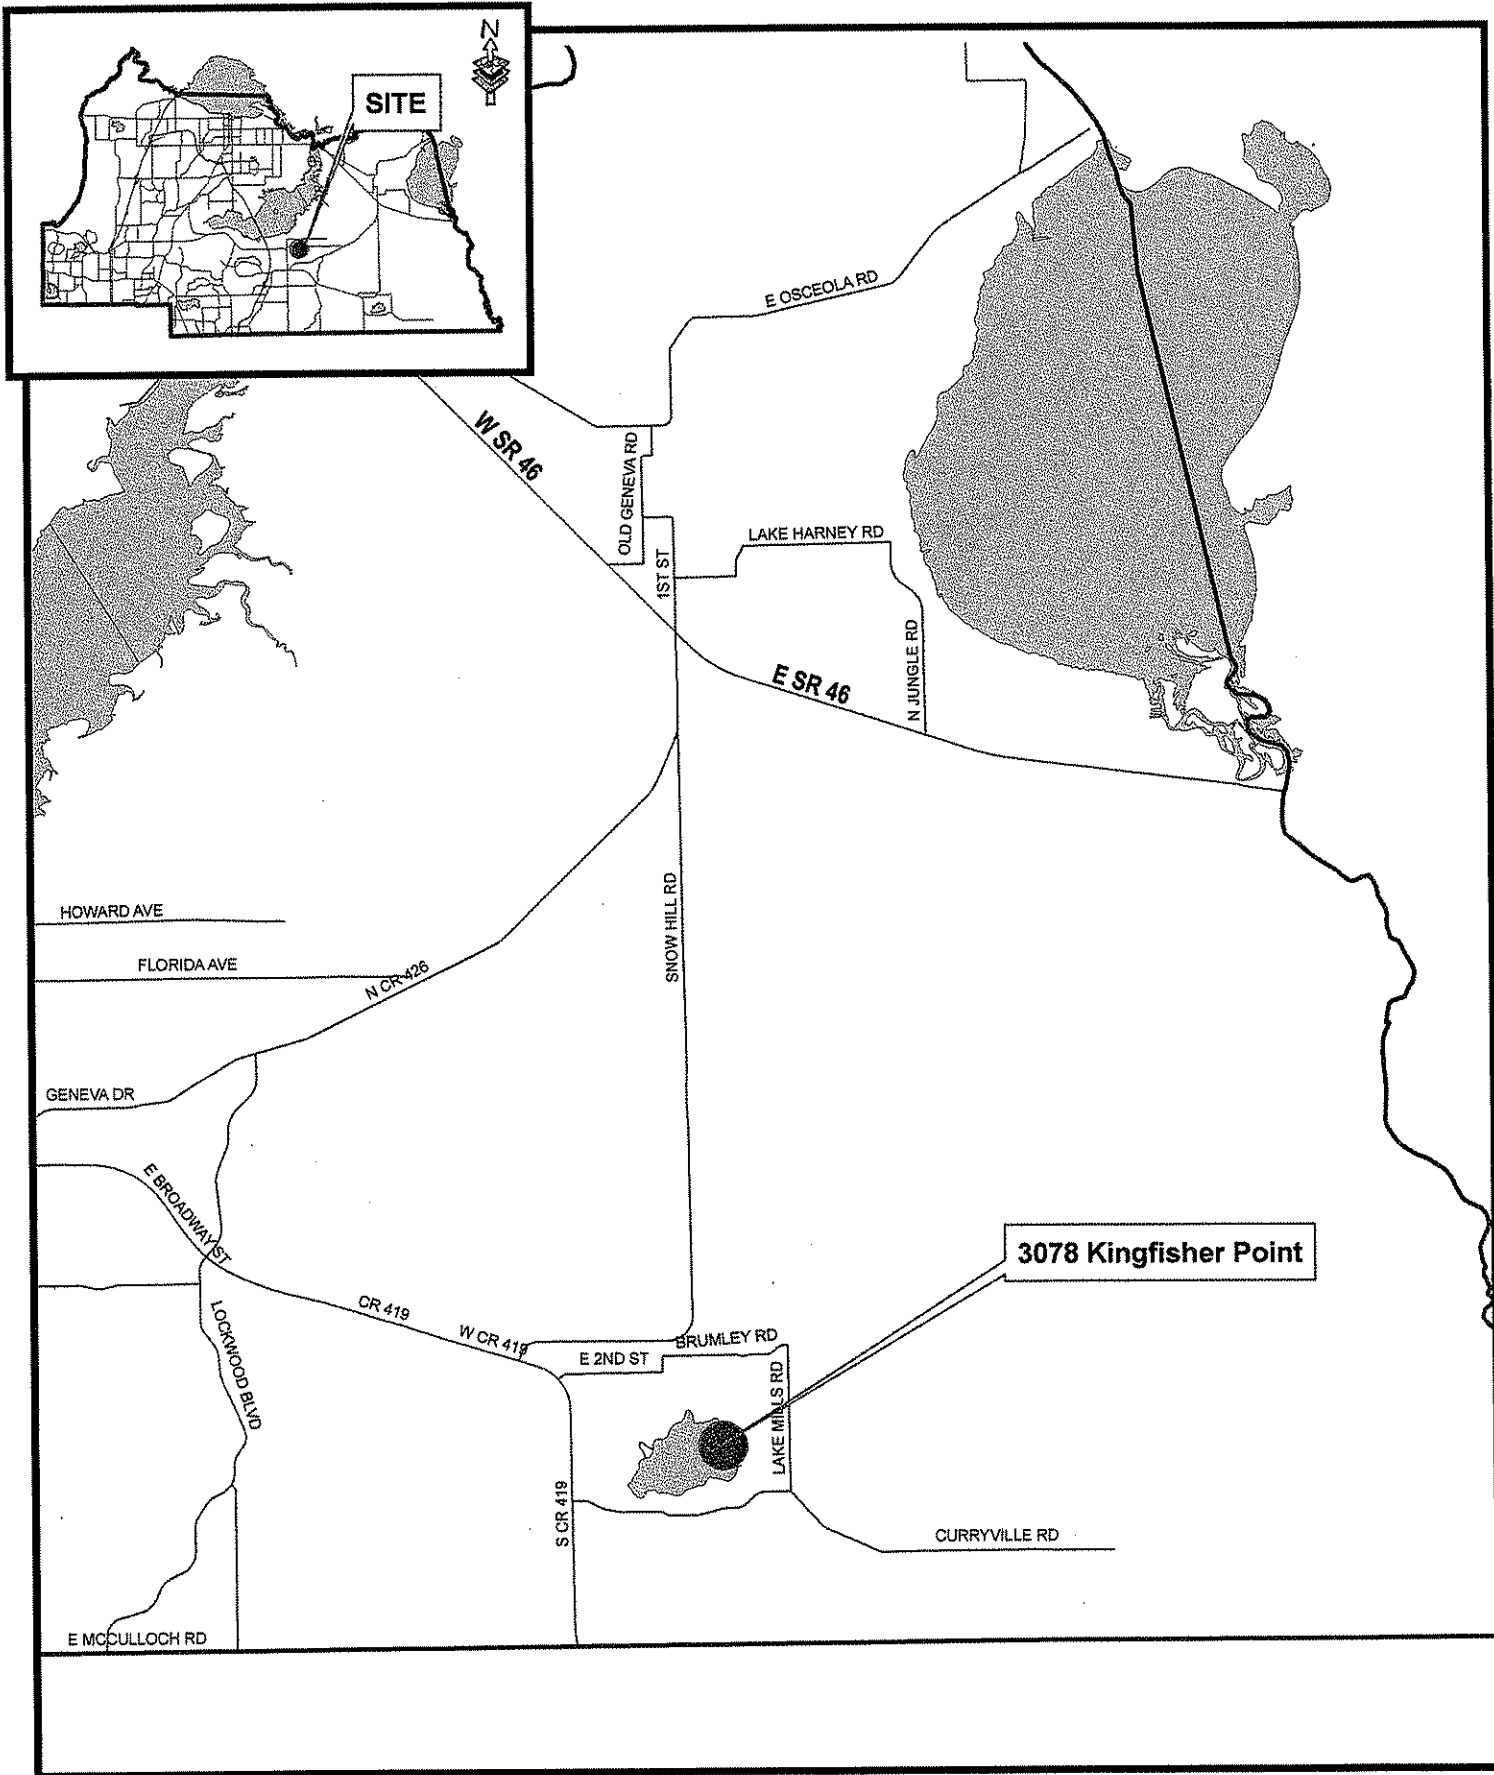 N
SITE
E OSCEOLA RD
W SR 46
OLD GENEVA RD
1ST ST
LAKE HARNEY RD
N JUNGLE RD
E SR 46
SNOW HILL RD
HOWARD AVE
FLORIDA AVE
N CR 426
GENEVA DR
E BROADWAY ST
3078 Kingfisher Point
CR 419
W CR 419
LOCKWOOD BLVD
BRUMLEY RD
E 2ND ST
LAKE MILLS RD
S CR 419
CURRYVILLE RD
E MCCULLOCH RD